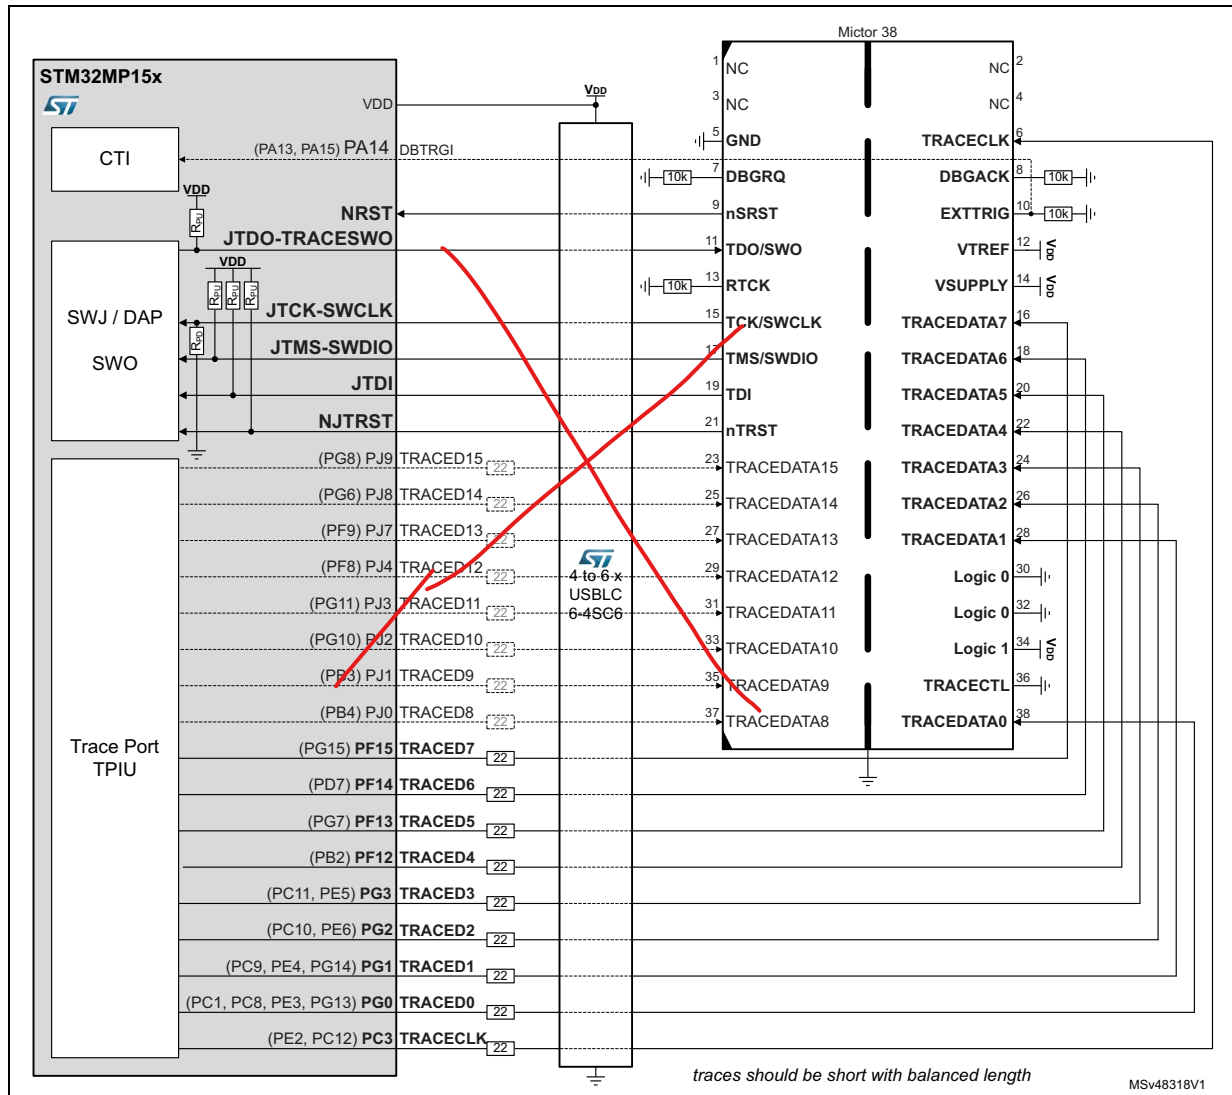 Mictor 38
STM32MP15x
ST
VDD
VDD
CTI
(PA13, PA15) PA14 DBTRGI
VDD
RPU
NRST
JTDO-TRACESWO
VDD
RPU RPU RPU
SWJ / DAP
SWO
JTCK-SWCLK
RPD
JTMS-SWDIO
JTDI
NJTRST
Trace Port
TPIU
(PG8) PJ9 TRACED15 22
(PG6) PJ8 TRACED14 22
(PF9) PJ7 TRACED13 22
(PF8) PJ4 TRACED12 22
(PG11) PJ3 TRACED11 22
(PG10) PJ2 TRACED10 22
(PB3) PJ1 TRACED9 22
(PB4) PJ0 TRACED8 22
(PG15) PF15 TRACED7 22
(PD7) PF14 TRACED6 22
(PG7) PF13 TRACED5 22
(PB2) PF12 TRACED4 22
(PC11, PE5) PG3 TRACED3 22
(PC10, PE6) PG2 TRACED2 22
(PC9, PE4, PG14) PG1 TRACED1 22
(PC1, PC8, PE3, PG13) PG0 TRACED0 22
(PE2, PC12) PC3 TRACECLK 22
ST
4 to 6 x
USBLC
6-4SC6
1 NC NC 2
3 NC NC 4
5 GND TRACECLK 6
10k 7 DBGRQ DBGACK 8 10k
9 nSRST EXTTRIG 10 10k
11 TDO/SWO VTREF 12 VDD
10k 13 RTCK VSUPPLY 14 VDD
15 TCK/SWCLK TRACEDATA7 16
17 TMS/SWDIO TRACEDATA6 18
19 TDI TRACEDATA5 20
21 nTRST TRACEDATA4 22
23 TRACEDATA15 TRACEDATA3 24
25 TRACEDATA14 TRACEDATA2 26
27 TRACEDATA13 TRACEDATA1 28
29 TRACEDATA12 Logic 0 30
31 TRACEDATA11 Logic 0 32
33 TRACEDATA10 Logic 1 34 VDD
35 TRACEDATA9 TRACECTL 36
37 TRACEDATA8 TRACEDATA0 38
traces should be short with balanced length
MSv48318V1